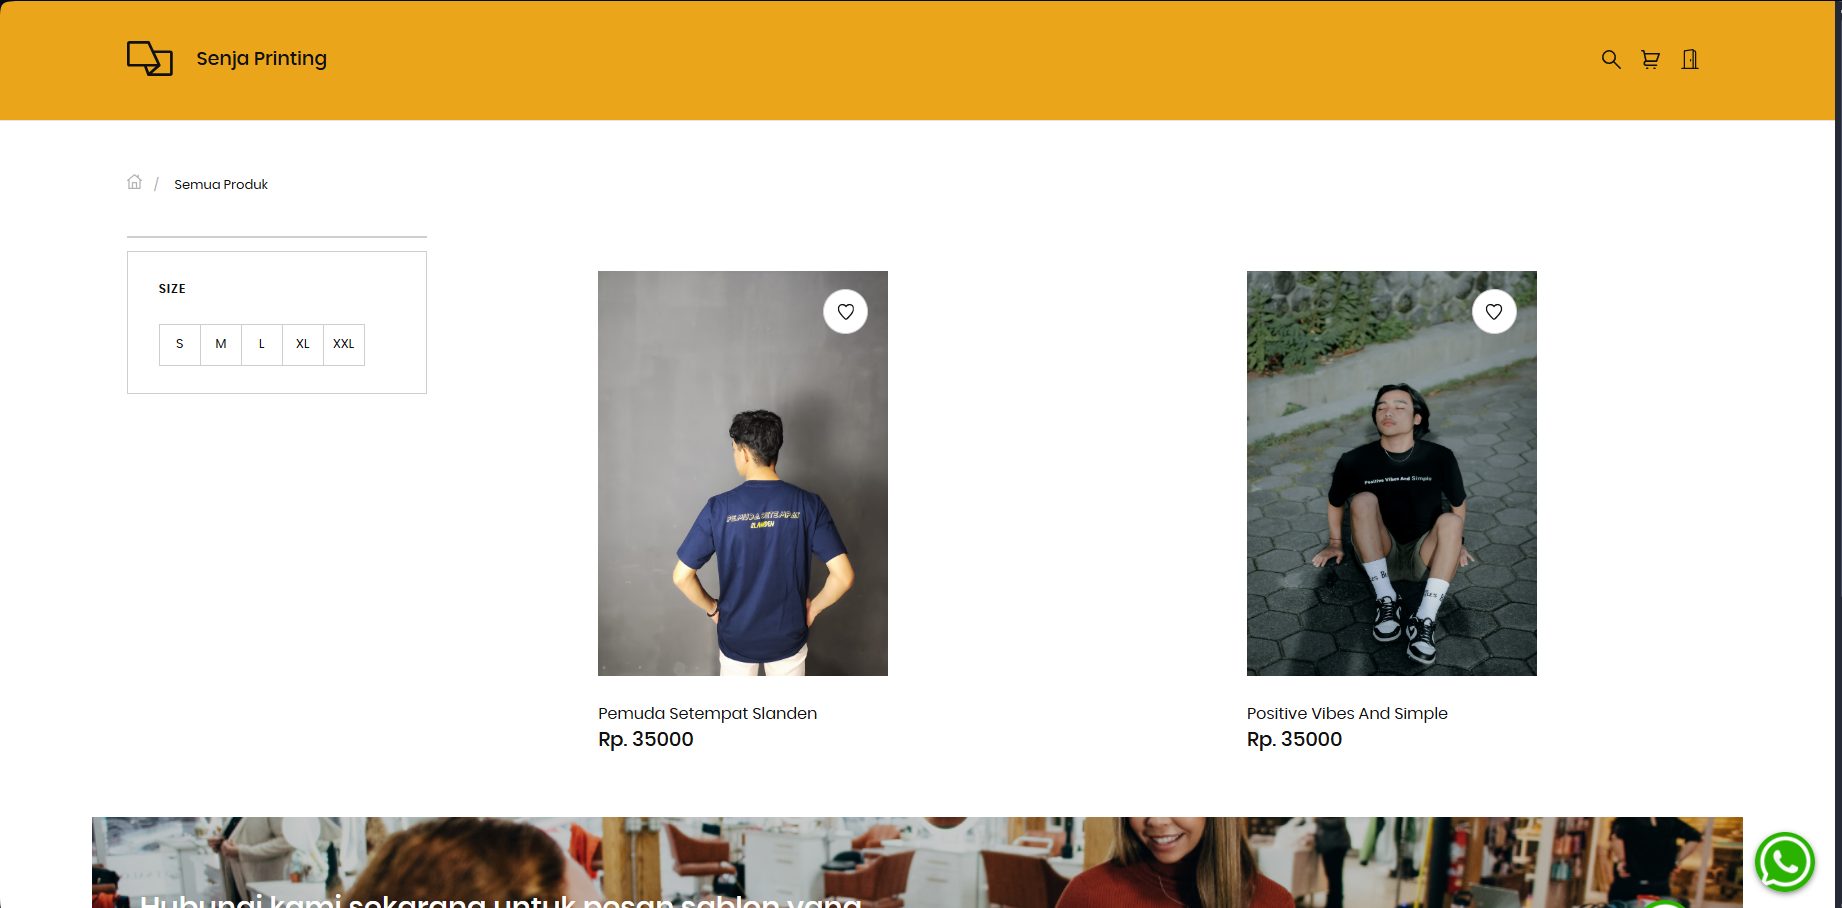 Senja Printing
/ Semua Produk
SIZE
S M L XL XXL
PEMUDA SETEMPAT
SLANDEN
Positive Vibes And Simple
Pemuda Setempat Slanden
Rp. 35000
Positive Vibes And Simple
Rp. 35000
Hubungi kami sekarang untuk pesan sablon yang